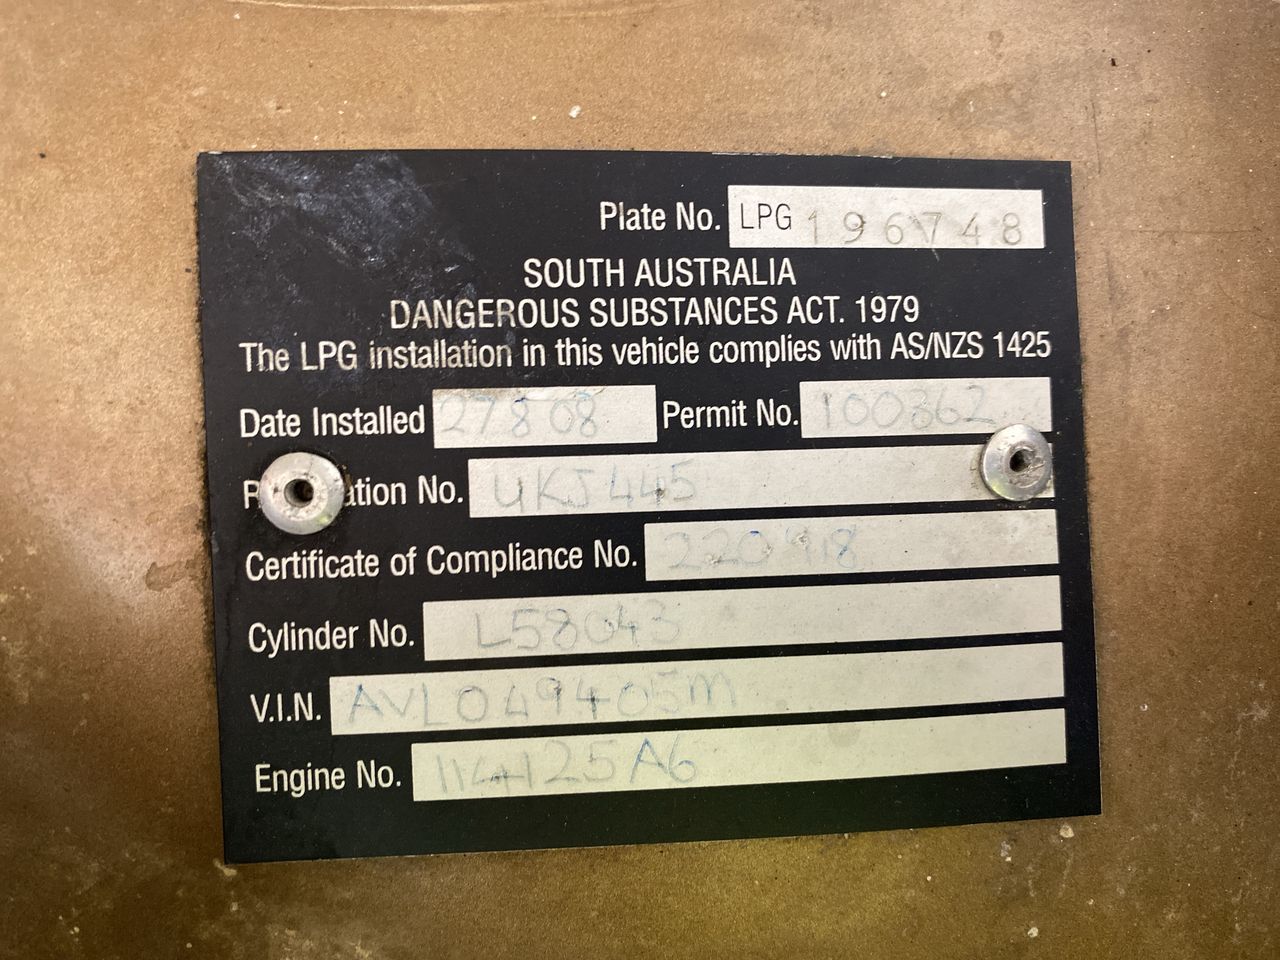 Plate No. LPG 196748
SOUTH AUSTRALIA
DANGEROUS SUBSTANCES ACT. 1979
The LPG installation in this vehicle complies with AS/NZS 1425
Date Installed 27 8 08 Permit No. 100862
ation No. UKJ 445
Certificate of Compliance No. 220918
Cylinder No. L58043
V.I.N. AVL049405M
Engine No. 114125A6